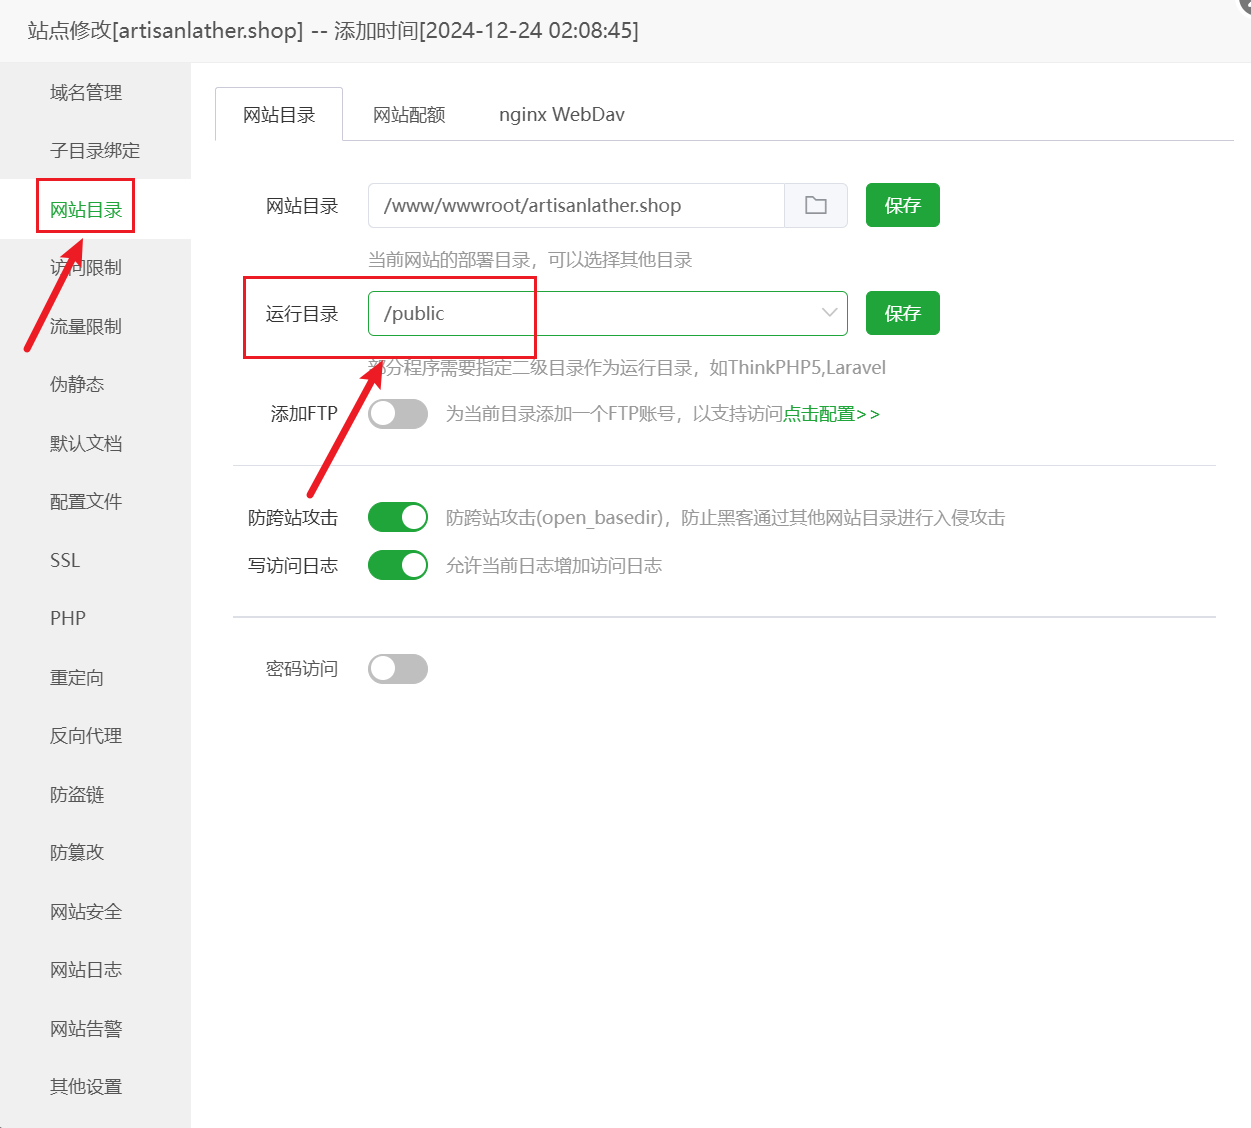 站点修改[artisanlather.shop] -- 添加时间[2024-12-24 02:08:45]
域名管理
子目录绑定
网站目录
访问限制
流量限制
伪静态
默认文档
配置文件
SSL
PHP
重定向
反向代理
防盗链
防篡改
网站安全
网站日志
网站告警
其他设置
网站目录 网站配额 nginx WebDav
网站目录 /www/wwwroot/artisanlather.shop 保存
当前网站的部署目录，可以选择其他目录
运行目录 /public 保存
部分程序需要指定二级目录作为运行目录，如ThinkPHP5,Laravel
添加FTP 为当前目录添加一个FTP账号，以支持访问点击配置>>
防跨站攻击 防跨站攻击(open_basedir)，防止黑客通过其他网站目录进行入侵攻击
写访问日志 允许当前日志增加访问日志
密码访问